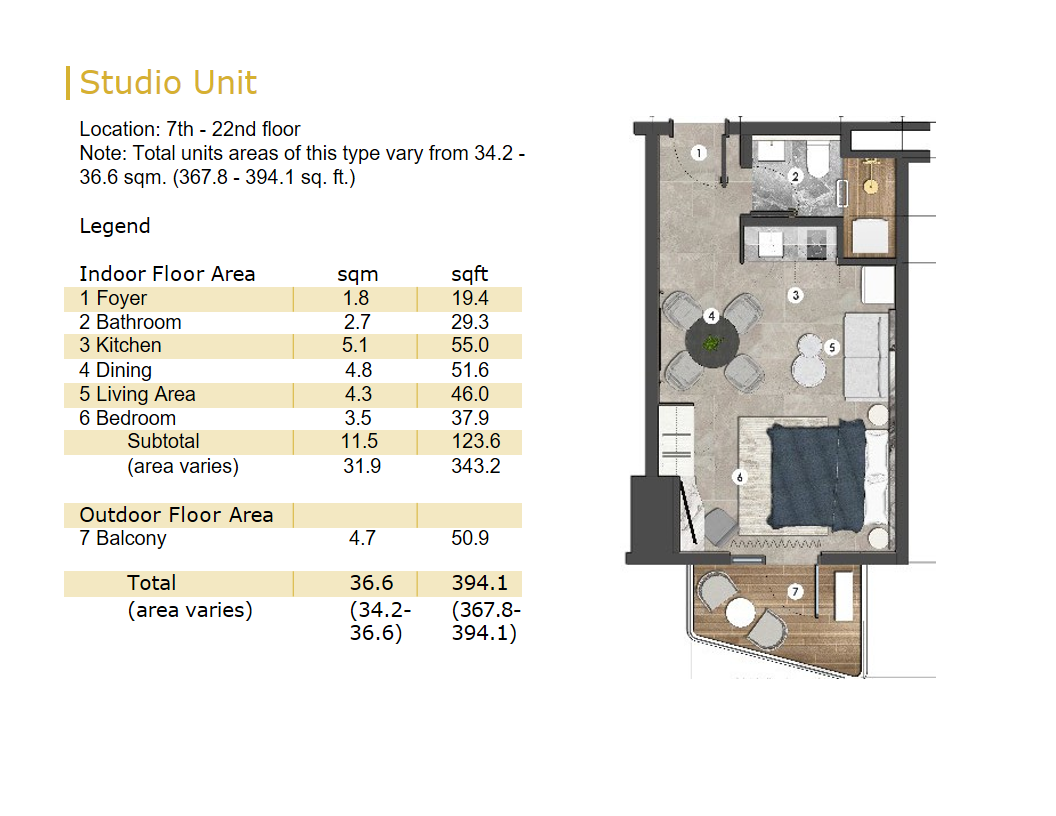 Studio Unit
Location: 7th - 22nd floor
Note: Total units areas of this type vary from 34.2 -
36.6 sqm. (367.8 - 394.1 sq. ft.)
Legend
Indoor Floor Area sqm sqft
1 Foyer 1.8 19.4
2 Bathroom 2.7 29.3
3 Kitchen 5.1 55.0
4 Dining 4.8 51.6
5 Living Area 4.3 46.0
6 Bedroom 3.5 37.9
Subtotal 11.5 123.6
(area varies) 31.9 343.2
Outdoor Floor Area
7 Balcony 4.7 50.9
Total 36.6 394.1
(area varies) (34.2- (367.8-
36.6) 394.1)
1
2
3
4
5
6
7